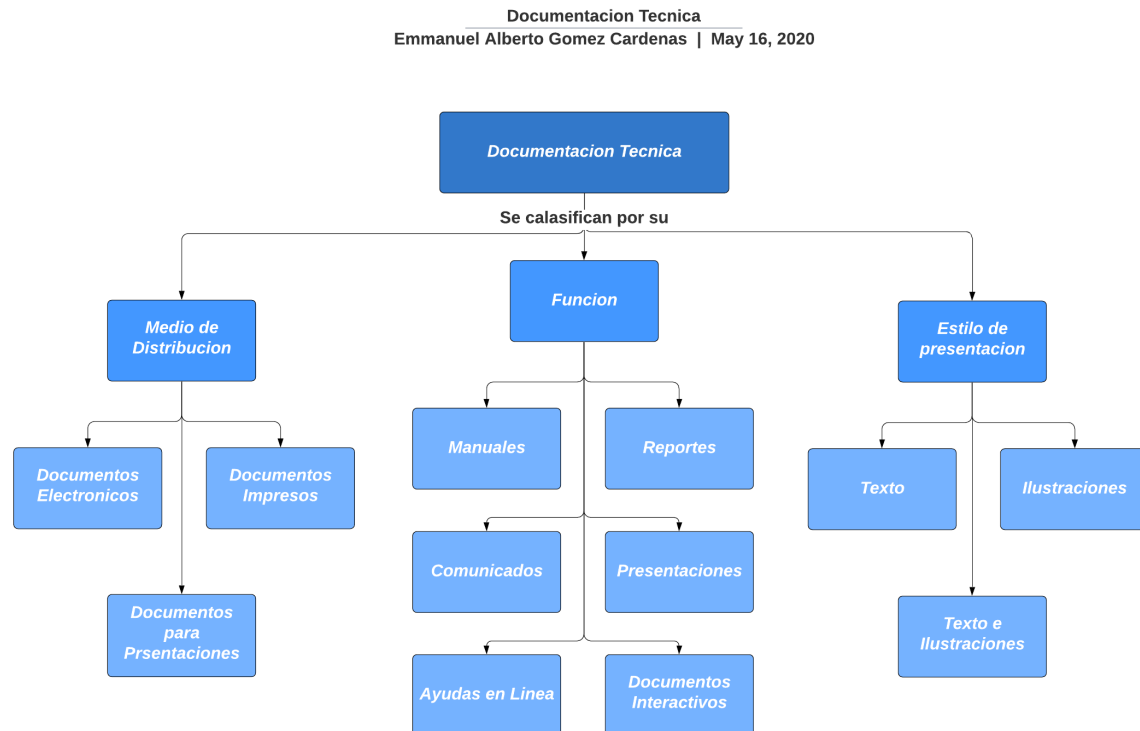 Documentacion Tecnica
Emmanuel Alberto Gomez Cardenas | May 16, 2020
Documentacion Tecnica
Se calasifican por su
Medio de
Distribucion
Funcion
Estilo de
presentacion
Documentos
Electronicos
Documentos
Impresos
Documentos
para
Prsentaciones
Manuales
Reportes
Comunicados
Presentaciones
Ayudas en Linea
Documentos
Interactivos
Texto
Ilustraciones
Texto e
Ilustraciones